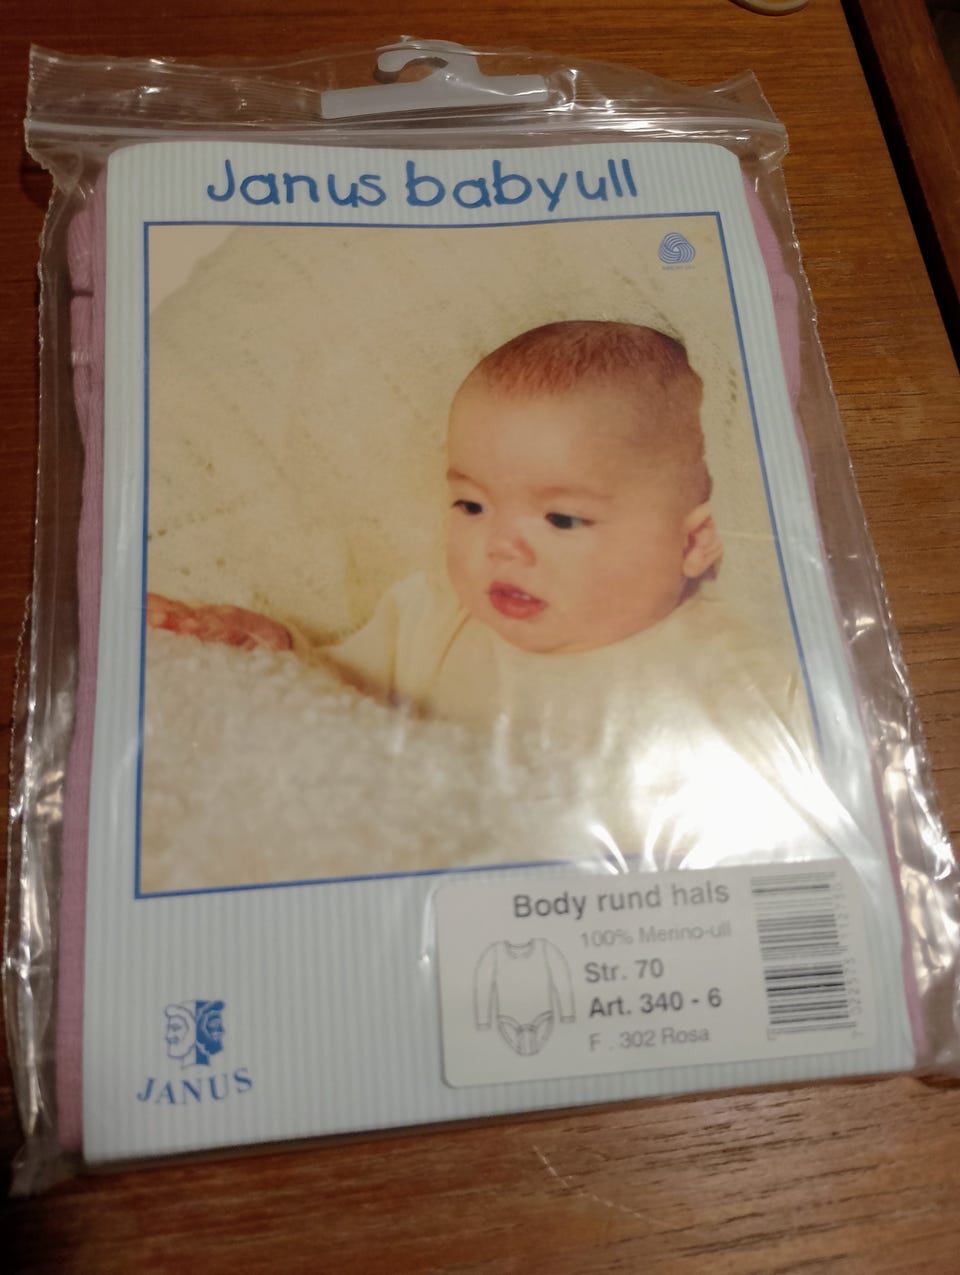 Janus babyull
Body rund hals
100% Merino-ull
Str. 70
Art. 340 - 6
F . 302 Rosa
JANUS